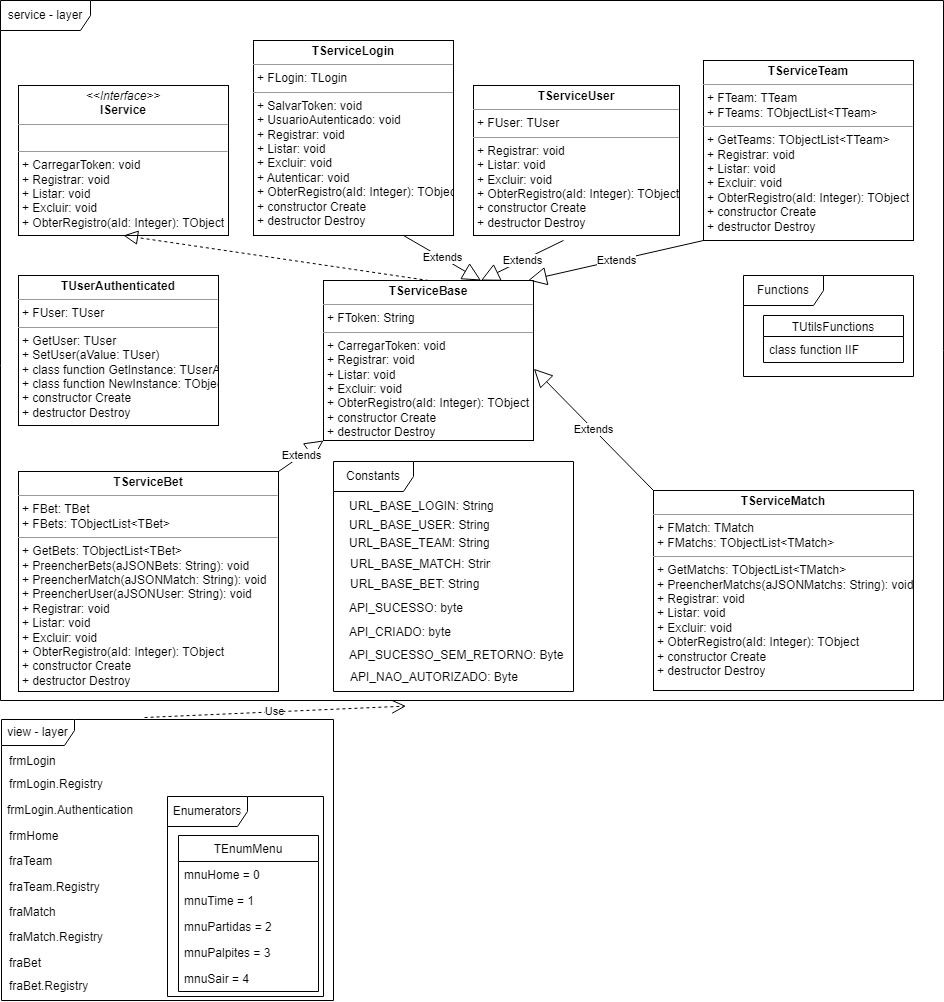 service - layer
<<Interface>>
IService
+ CarregarToken: void
+ Registrar: void
+ Listar: void
+ Excluir: void
+ ObterRegistro(aId: Integer): TObject
TServiceLogin
+ FLogin: TLogin
+ SalvarToken: void
+ UsuarioAutenticado: void
+ Registrar: void
+ Listar: void
+ Excluir: void
+ Autenticar: void
+ ObterRegistro(aId: Integer): TObjec
+ constructor Create
+ destructor Destroy
TServiceUser
+ FUser: TUser
+ Registrar: void
+ Listar: void
+ Excluir: void
+ ObterRegistro(aId: Integer): TObject
+ constructor Create
+ destructor Destroy
TServiceTeam
+ FTeam: TTeam
+ FTeams: TObjectList<TTeam>
+ GetTeams: TObjectList<TTeam>
+ Registrar: void
+ Listar: void
+ Excluir: void
+ ObterRegistro(aId: Integer): TObject
+ constructor Create
+ destructor Destroy
Extends
Extends
Extends
TUserAuthenticated
+ FUser: TUser
+ GetUser: TUser
+ SetUser(aValue: TUser)
+ class function GetInstance: TUserA
+ class function NewInstance: TObje
+ constructor Create
+ destructor Destroy
TServiceBase
+ FToken: String
+ CarregarToken: void
+ Registrar: void
+ Listar: void
+ Excluir: void
+ ObterRegistro(aId: Integer): TObject
+ constructor Create
+ destructor Destroy
Functions
TUtilsFunctions
class function IIF
Extends
Extends
TServiceBet
+ FBet: TBet
+ FBets: TObjectList<TBet>
+ GetBets: TObjectList<TBet>
+ PreencherBets(aJSONBets: String): void
+ PreencherMatch(aJSONMatch: String): void
+ PreencherUser(aJSONUser: String): void
+ Registrar: void
+ Listar: void
+ Excluir: void
+ ObterRegistro(aId: Integer): TObject
+ constructor Create
+ destructor Destroy
Constants
URL_BASE_LOGIN: String
URL_BASE_USER: String
URL_BASE_TEAM: String
URL_BASE_MATCH: Strin
URL_BASE_BET: String
API_SUCESSO: byte
API_CRIADO: byte
API_SUCESSO_SEM_RETORNO: Byte
API_NAO_AUTORIZADO: Byte
TServiceMatch
+ FMatch: TMatch
+ FMatchs: TObjectList<TMatch>
+ GetMatchs: TObjectList<TMatch>
+ PreencherMatchs(aJSONMatchs: String): void
+ Registrar: void
+ Listar: void
+ Excluir: void
+ ObterRegistro(aId: Integer): TObject
+ constructor Create
+ destructor Destroy
Use
view - layer
frmLogin
frmLogin.Registry
frmLogin.Authentication
frmHome
fraTeam
fraTeam.Registry
fraMatch
fraMatch.Registry
fraBet
fraBet.Registry
Enumerators
TEnumMenu
mnuHome = 0
mnuTime = 1
mnuPartidas = 2
mnuPalpites = 3
mnuSair = 4